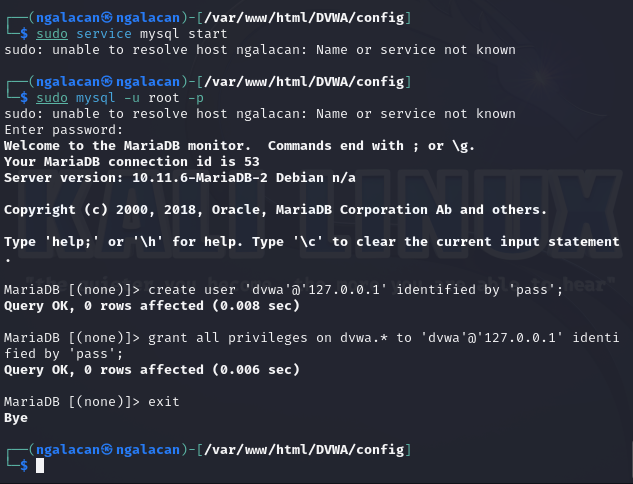 ┌──(ngalacan㉿ngalacan)-[/var/www/html/DVWA/config]
└─$ sudo service mysql start
sudo: unable to resolve host ngalacan: Name or service not known
┌──(ngalacan㉿ngalacan)-[/var/www/html/DVWA/config]
└─$ sudo mysql -u root -p
sudo: unable to resolve host ngalacan: Name or service not known
Enter password:
Welcome to the MariaDB monitor.  Commands end with ; or \g.
Your MariaDB connection id is 53
Server version: 10.11.6-MariaDB-2 Debian n/a
Copyright (c) 2000, 2018, Oracle, MariaDB Corporation Ab and others.
Type 'help;' or '\h' for help. Type '\c' to clear the current input statement
.
MariaDB [(none)]> create user 'dvwa'@'127.0.0.1' identified by 'pass';
Query OK, 0 rows affected (0.008 sec)
MariaDB [(none)]> grant all privileges on dvwa.* to 'dvwa'@'127.0.0.1' identi
fied by 'pass';
Query OK, 0 rows affected (0.006 sec)
MariaDB [(none)]> exit
Bye
┌──(ngalacan㉿ngalacan)-[/var/www/html/DVWA/config]
└─$
KALI LINUX